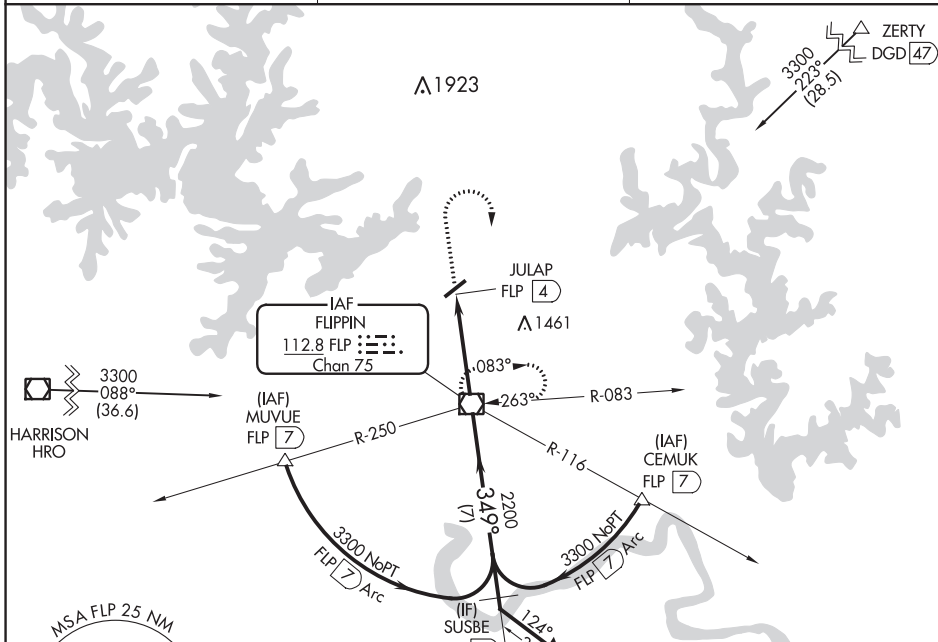 ZERTY
DGD 47
3300
223°
(28.5)
1923
JULAP
FLP 4
1461
IAF
FLIPPIN
112.8 FLP
Chan 75
083°
263°
R-083
3300
088°
(36.6)
HARRISON
HRO
(IAF)
MUVUE
FLP 7
R-250
R-116
(IAF)
CEMUK
FLP 7
2200
349°
(7)
3300 NoPT
FLP 7 Arc
3300 NoPT
FLP 7 Arc
(IF)
SUSBE
124°
MSA FLP 25 NM